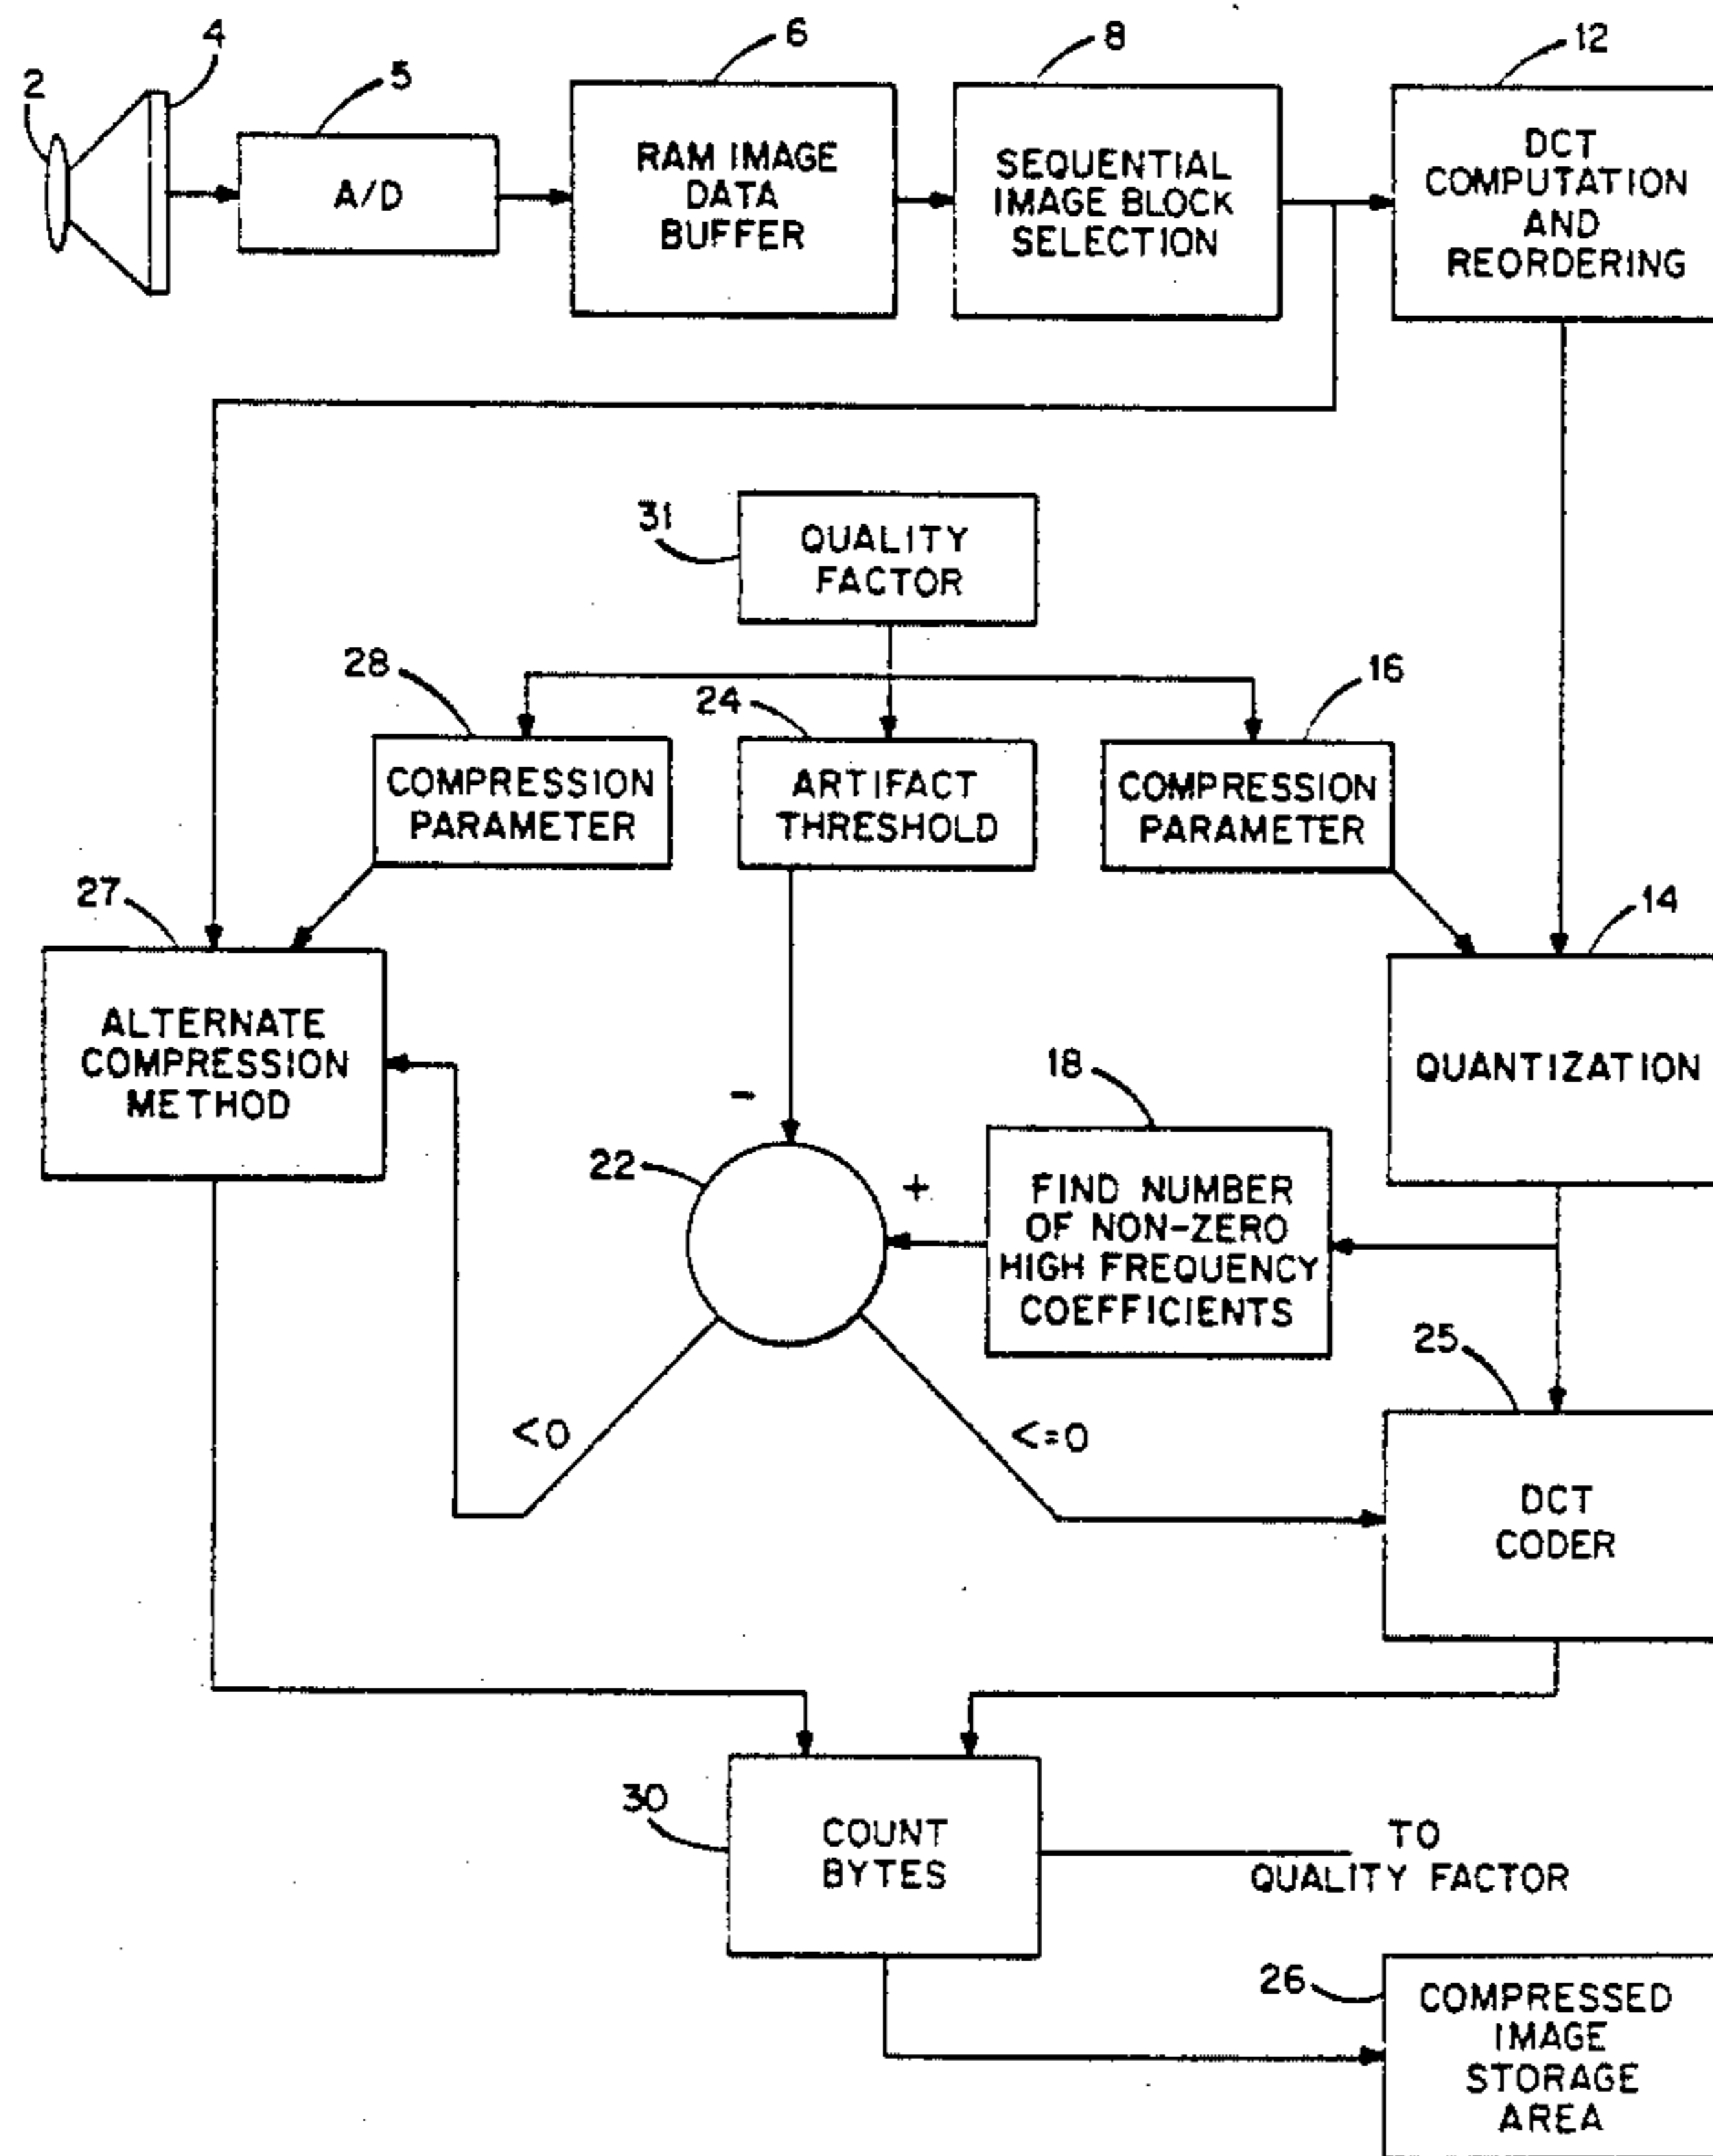 2
4
5
6
8
12
A/D
RAM IMAGE
DATA
BUFFER
SEQUENTIAL
IMAGE BLOCK
SELECTION
DCT
COMPUTATION
AND
REORDERING
31
QUALITY
FACTOR
28
24
16
COMPRESSION
PARAMETER
ARTIFACT
THRESHOLD
COMPRESSION
PARAMETER
27
14
ALTERNATE
COMPRESSION
METHOD
QUANTIZATION
-
18
22
+
FIND NUMBER
OF NON-ZERO
HIGH FREQUENCY
COEFFICIENTS
25
<0
<=0
DCT
CODER
30
COUNT
BYTES
TO
QUALITY FACTOR
26
COMPRESSED
IMAGE
STORAGE
AREA